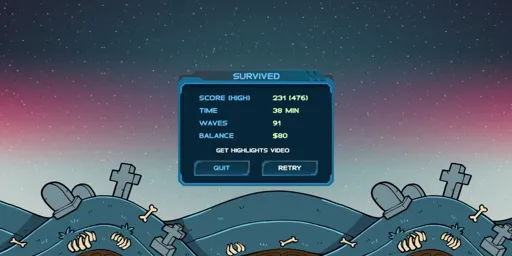 SURVIVED
SCORE (HIGH) 231 (476)
TIME 38 MIN
WAVES 91
BALANCE $80
GET HIGHLIGHTS VIDEO
QUIT RETRY